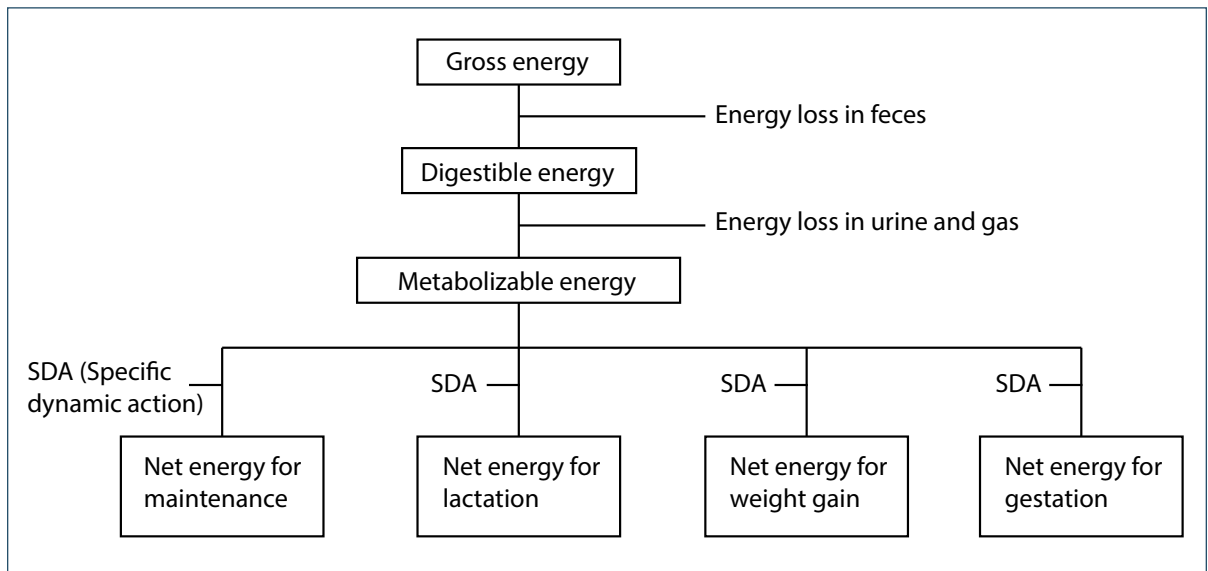 Gross energy
Energy loss in feces
Digestible energy
Energy loss in urine and gas
Metabolizable energy
SDA (Specific
dynamic action)
SDA
SDA
SDA
Net energy for
maintenance
Net energy for
lactation
Net energy for
weight gain
Net energy for
gestation